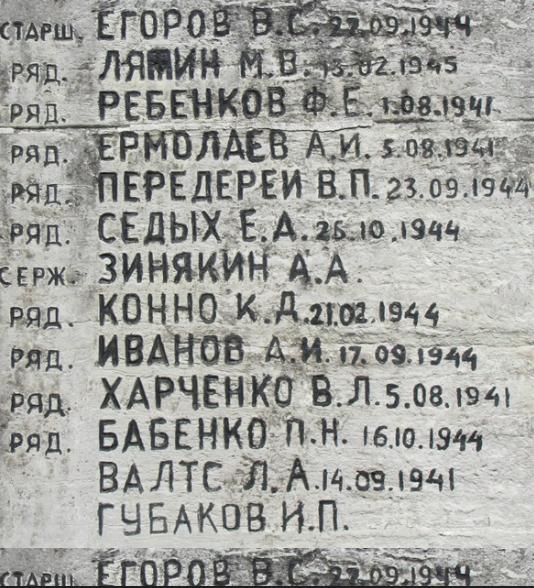 СТАРШ. ЕГОРОВ В.С. 27.09.1944
РЯД. ЛЯМИН М.В. 13.02.1945
РЯД. РЕБЕНКОВ Ф.Е. 1.08.1941
РЯД. ЕРМОЛАЕВ А.И. 5.08.1941
РЯД. ПЕРЕДЕРЕИ В.П. 23.09.1944
РЯД. СЕДЫХ Е.А. 26.10.1944
СЕРЖ. ЗИНЯКИН А.А.
РЯД. КОННО К.Д. 21.02.1944
РЯД. ИВАНОВ А.И. 17.09.1944
РЯД. ХАРЧЕНКО В.Л. 5.08.1941
РЯД. БАБЕНКО П.Н. 16.10.1944
ВАЛТС Л.А. 14.09.1941
ГУБАКОВ И.П.
СТАРШ. ЕГОРОВ В.С. 27.09.1944